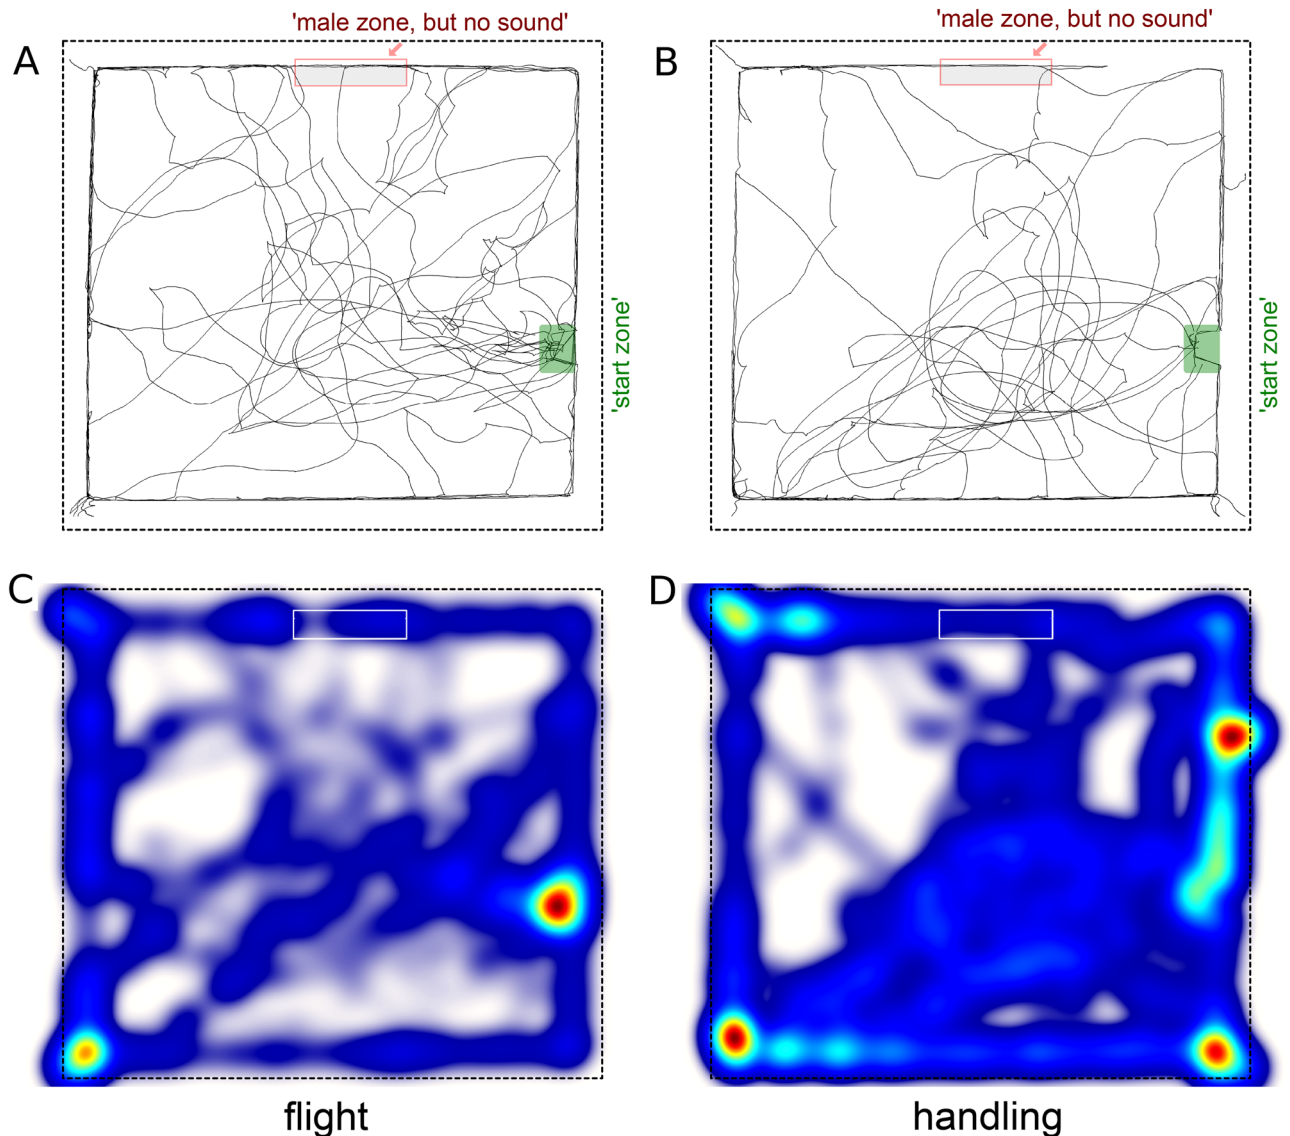 'male zone, but no sound'
'male zone, but no sound'
A
B
'start zone'
'start zone'
C
D
flight
handling